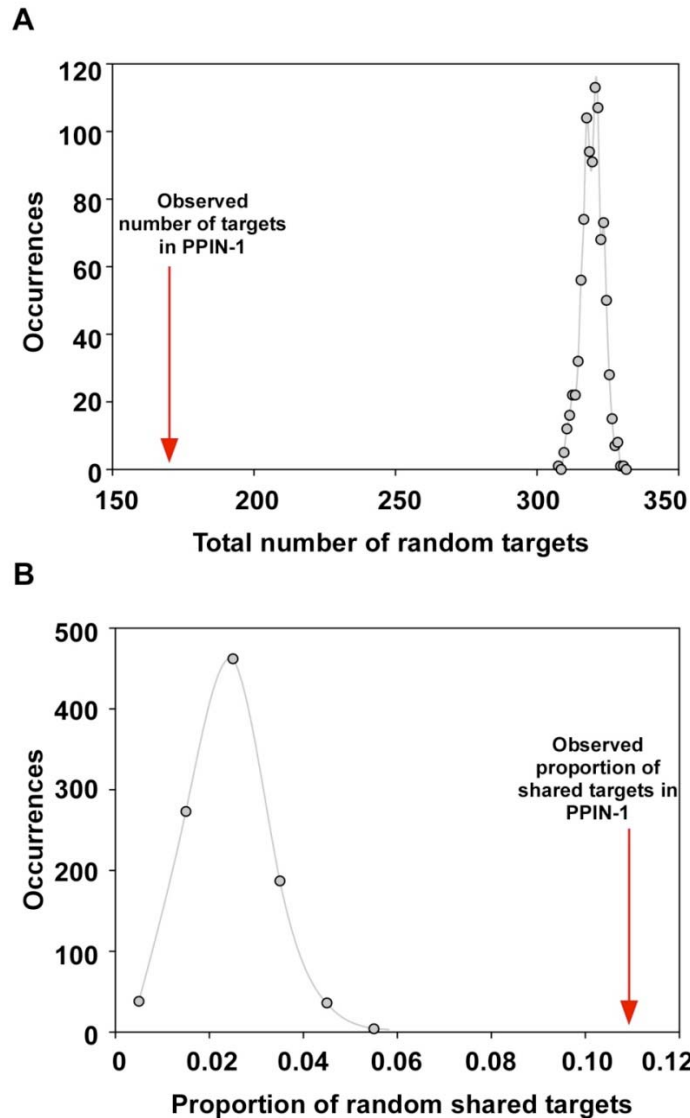 A
120
100
80
60
40
20
0
Occurrences
Observed
number of targets
in PPIN-1
150 200 250 300 350
Total number of random targets
B
500
400
300
200
100
0
Occurrences
Observed
proportion of
shared targets in
PPIN-1
0 0.02 0.04 0.06 0.08 0.10 0.12
Proportion of random shared targets